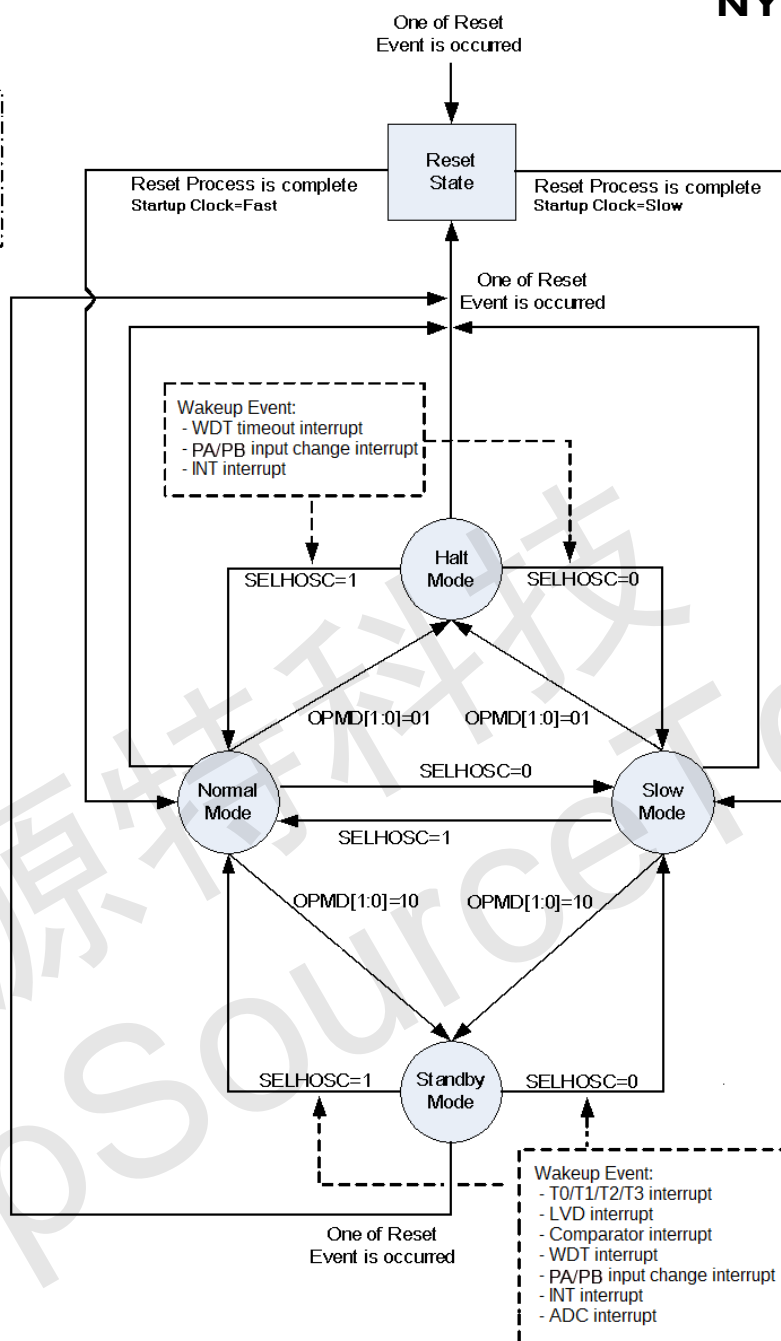 NY
One of Reset
Event is occurred
Reset
State
Reset Process is complete
Startup Clock=Fast
Reset Process is complete
Startup Clock=Slow
One of Reset
Event is occurred
Wakeup Event:
- WDT timeout interrupt
- PA/PB input change interrupt
- INT interrupt
Halt
Mode
SELHOSC=1
SELHOSC=0
OPMD[1:0]=01
OPMD[1:0]=01
Normal
Mode
SELHOSC=0
Slow
Mode
SELHOSC=1
OPMD[1:0]=10
OPMD[1:0]=10
SELHOSC=1
Standby
Mode
SELHOSC=0
Wakeup Event:
- T0/T1/T2/T3 interrupt
- LVD interrupt
- Comparator interrupt
- WDT interrupt
- PA/PB input change interrupt
- INT interrupt
- ADC interrupt
One of Reset
Event is occurred
源特科技
pSourceTe